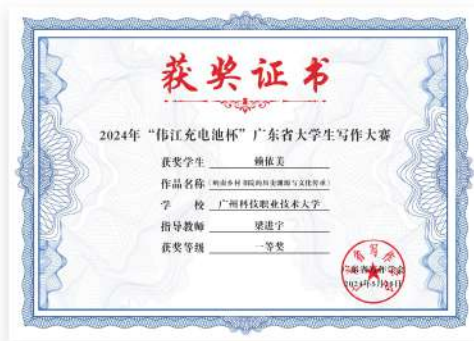 获奖证书
2024年“伟江充电池杯”广东省大学生写作大赛
获奖学生 赖依美
作品名称
学 校 广州科技职业技术大学
指导教师 梁进宇
获奖等级 一等奖